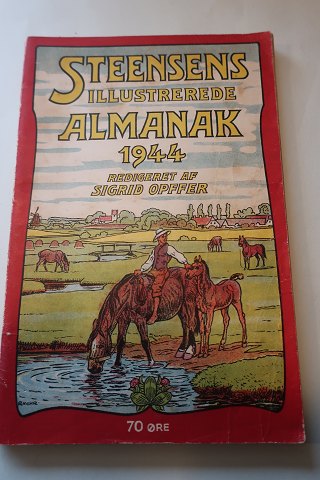 STEENSENS
ILLUSTREREDE
ALMANAK
1944
REDIGERET AF
SIGRID OPFFER
70 ØRE